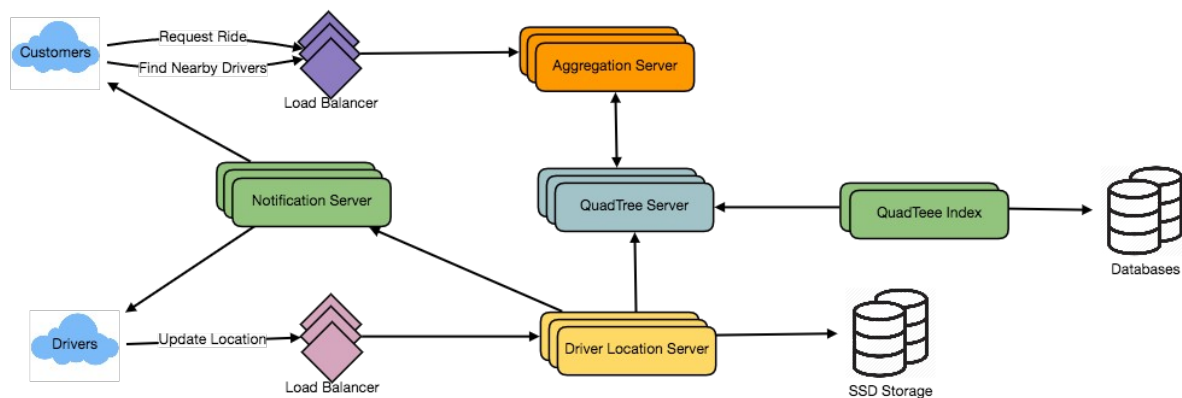 Customers
Request Ride
Find Nearby Drivers
Load Balancer
Aggregation Server
Notification Server
QuadTree Server
QuadTeee Index
Databases
Drivers
Update Location
Load Balancer
Driver Location Server
SSD Storage